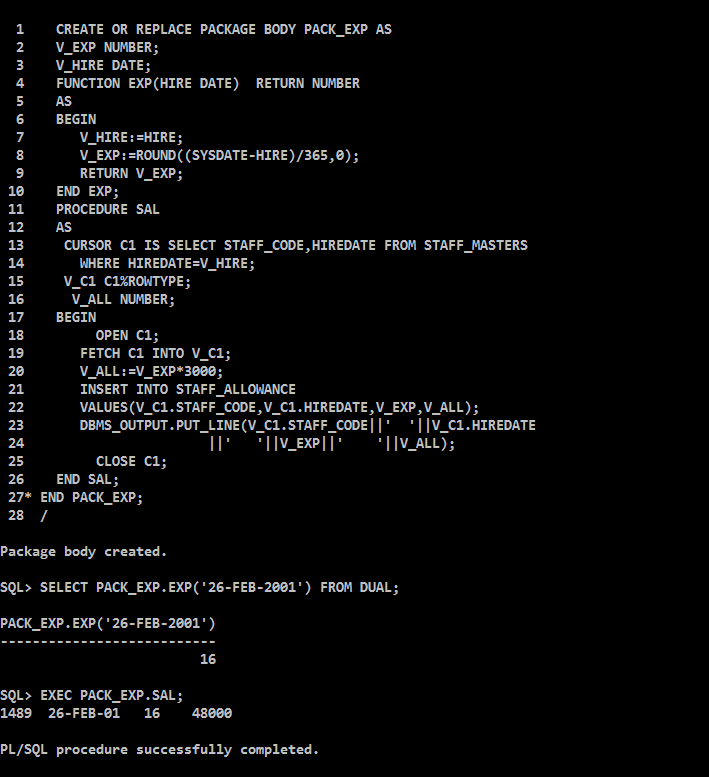 1    CREATE OR REPLACE PACKAGE BODY PACK_EXP AS
2    V_EXP NUMBER;
3    V_HIRE DATE;
4    FUNCTION EXP(HIRE DATE)  RETURN NUMBER
5    AS
6    BEGIN
7       V_HIRE:=HIRE;
8       V_EXP:=ROUND((SYSDATE-HIRE)/365,0);
9       RETURN V_EXP;
10    END EXP;
11    PROCEDURE SAL
12    AS
13     CURSOR C1 IS SELECT STAFF_CODE,HIREDATE FROM STAFF_MASTERS
14       WHERE HIREDATE=V_HIRE;
15     V_C1 C1%ROWTYPE;
16      V_ALL NUMBER;
17    BEGIN
18         OPEN C1;
19       FETCH C1 INTO V_C1;
20       V_ALL:=V_EXP*3000;
21       INSERT INTO STAFF_ALLOWANCE
22       VALUES(V_C1.STAFF_CODE,V_C1.HIREDATE,V_EXP,V_ALL);
23       DBMS_OUTPUT.PUT_LINE(V_C1.STAFF_CODE||'  '||V_C1.HIREDATE
24                       ||'   '||V_EXP||'    '||V_ALL);
25         CLOSE C1;
26    END SAL;
27* END PACK_EXP;
28  /
Package body created.
SQL> SELECT PACK_EXP.EXP('26-FEB-2001') FROM DUAL;
PACK_EXP.EXP('26-FEB-2001')
---------------------------
16
SQL> EXEC PACK_EXP.SAL;
1489  26-FEB-01   16    48000
PL/SQL procedure successfully completed.